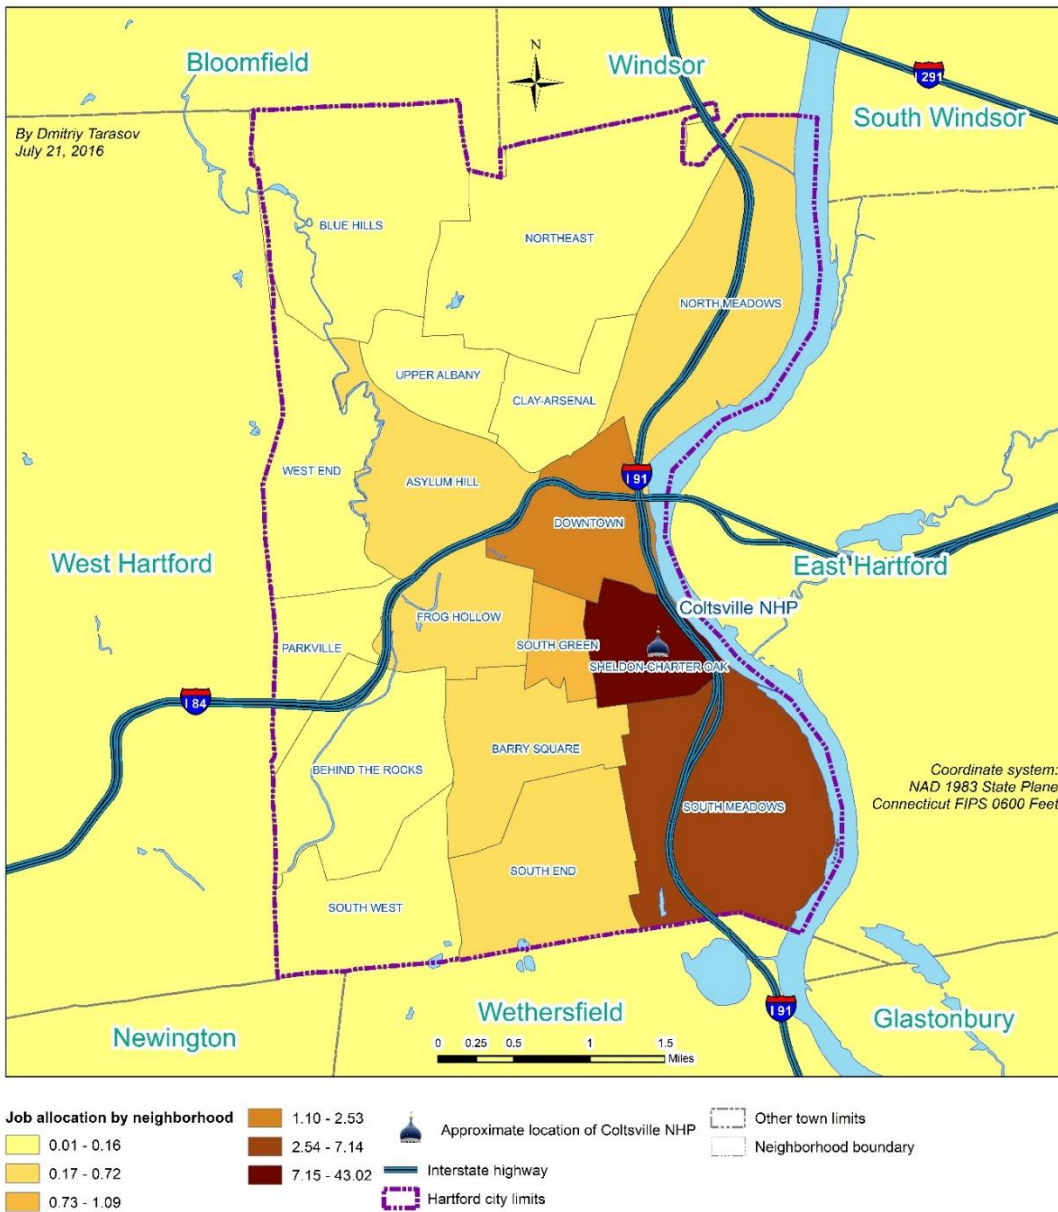 Bloomfield
N
Windsor
I 291
South Windsor
By Dmitriy Tarasov
July 21, 2016
BLUE HILLS
NORTHEAST
NORTH MEADOWS
UPPER ALBANY
CLAY-ARSENAL
WEST END
ASYLUM HILL
I 91
DOWNTOWN
West Hartford
East Hartford
Coltsville NHP
FROG HOLLOW
PARKVILLE
SOUTH GREEN
SHELDON-CHARTER OAK
I 84
BARRY SQUARE
BEHIND THE ROCKS
Coordinate system:
NAD 1983 State Plane
Connecticut FIPS 0600 Feet
SOUTH MEADOWS
SOUTH END
SOUTH WEST
Newington
Wethersfield
I 91
Glastonbury
0 0.25 0.5 1 1.5
Miles
Job allocation by neighborhood
0.01 - 0.16
0.17 - 0.72
0.73 - 1.09
1.10 - 2.53
2.54 - 7.14
7.15 - 43.02
Approximate location of Coltsville NHP
Interstate highway
Hartford city limits
Other town limits
Neighborhood boundary